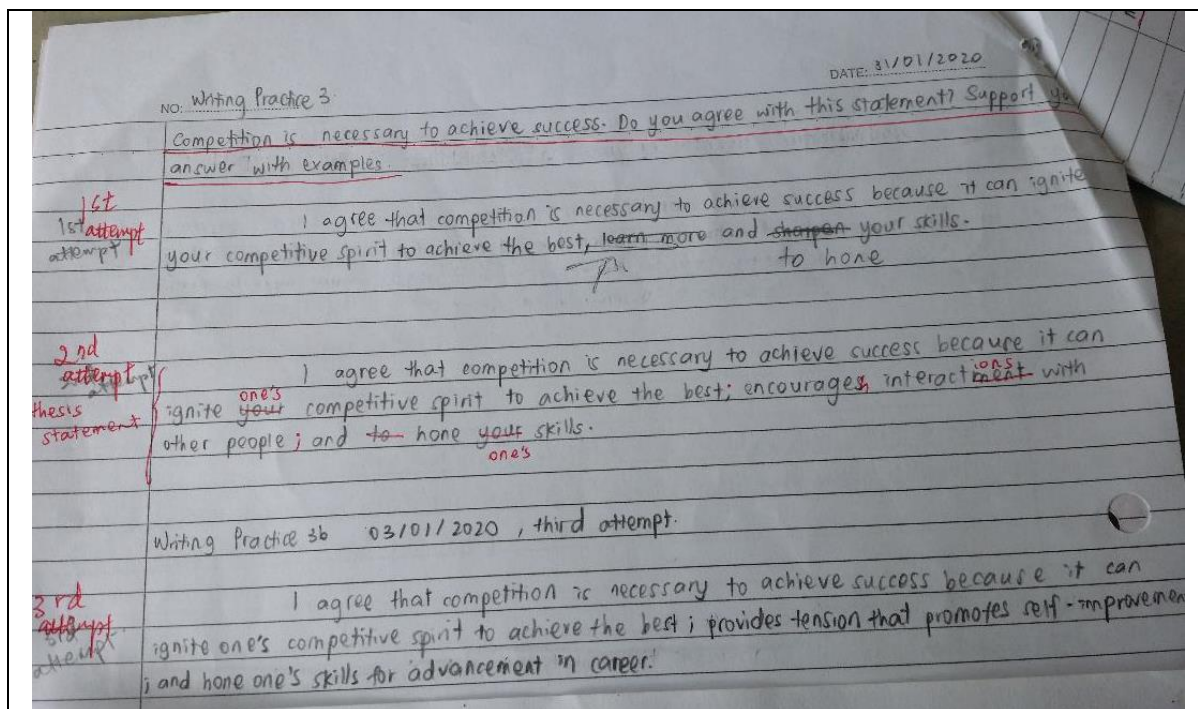 DATE: 31/01/2020
NO: Writing Practice 3.
Competition is necessary to achieve success. Do you agree with this statement? Support
answer with examples.
1st
1st attempt
attempt
I agree that competition is necessary to achieve success because it can ignite
your competitive spirit to achieve the best, learn more and sharpen your skills.
to hone
2nd
attempt
thesis
statement
I agree that competition is necessary to achieve success because it can
one's
ignite your competitive spirit to achieve the best; encourages interactions with
other people; and to hone your skills.
one's
Writing Practice 3b 03/01/2020, third attempt.
3rd
attempt
attempt
I agree that competition is necessary to achieve success because it can
ignite one's competitive spirit to achieve the best; provides tension that promotes self-improvemen
; and hone one's skills for advancement in career.